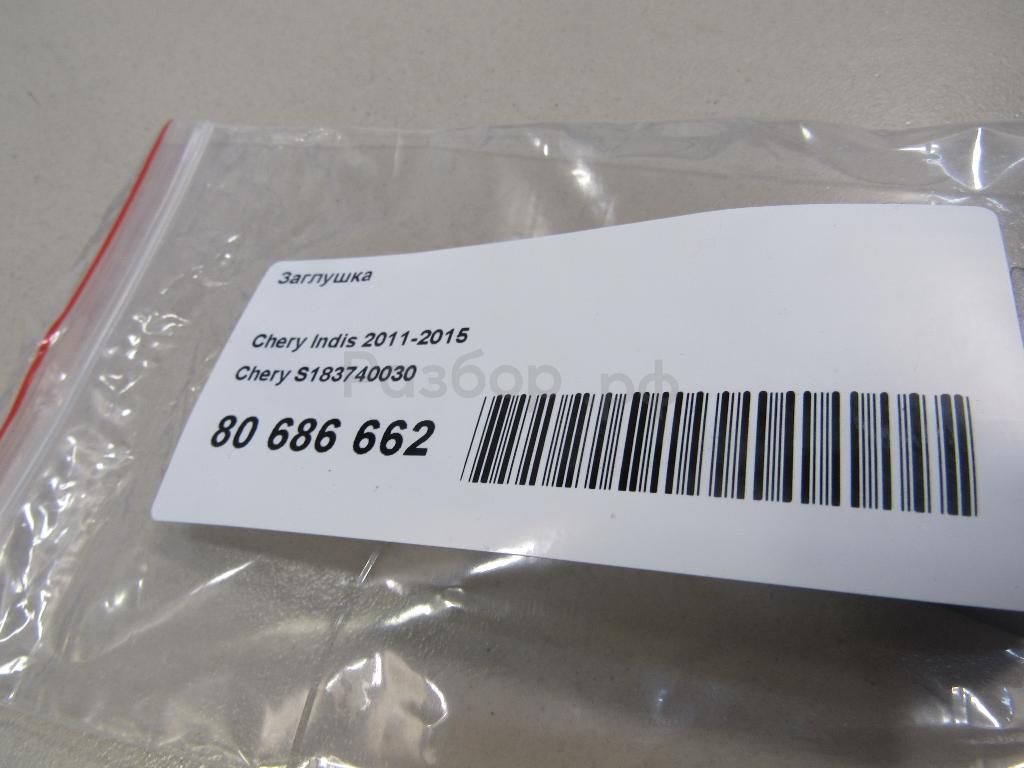 Заглушка
Chery Indis 2011-2015
Chery S183740030
Разбор.рф
80 686 662